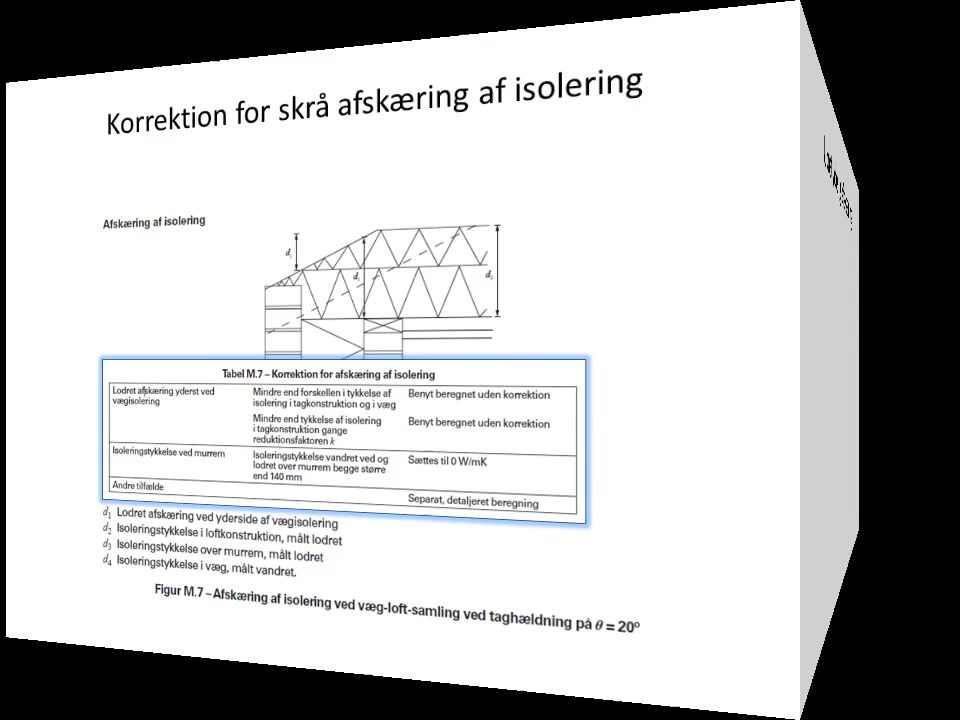 Korrektion for skrå afskæring af isolering
Afskæring af isolering
d₁
d₃
d₂
Tabel M.7 – Korrektion for afskæring af isolering
Lodret afskæring yderst ved
vægisolering
Mindre end forskellen i tykkelse af
isolering i tagkonstruktion og i væg
Benyt beregnet uden korrektion
Mindre end tykkelse af isolering
i tagkonstruktion gange
reduktionsfaktoren k
Benyt beregnet uden korrektion
Isoleringstykkelse ved murrem
Isoleringstykkelse vandret ved og
lodret over murrem begge større
end 140 mm
Sættes til 0 W/mK
Andre tilfælde
Separat, detaljeret beregning
d₁ Lodret afskæring ved yderside af vægisolering
d₂ Isoleringstykkelse i loftkonstruktion, målt lodret
d₃ Isoleringstykkelse over murrem, målt lodret
d₄ Isoleringstykkelse i væg, målt vandret.
Figur M.7 – Afskæring af isolering ved væg-loft-samling ved taghældning på θ = 20º